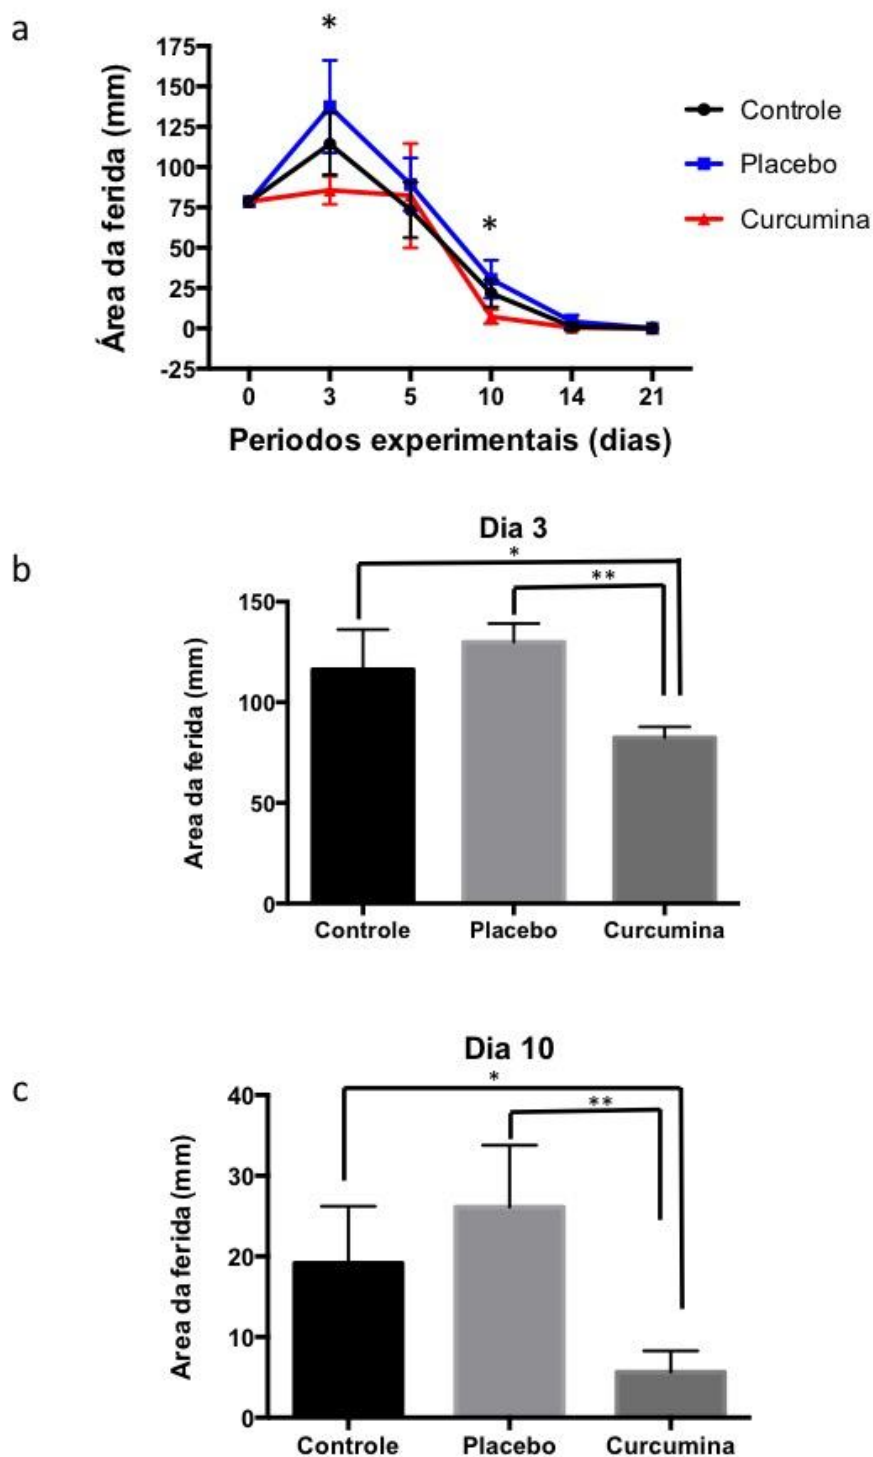 a
*
*
175
150
125
100
75
50
25
0
-25
Área da ferida (mm)
0 3 5 10 14 21
Periodos experimentais (dias)
Controle
Placebo
Curcumina
b
Dia 3
*
**
150
100
50
0
Area da ferida (mm)
Controle Placebo Curcumina
c
Dia 10
*
**
40
30
20
10
0
Area da ferida (mm)
Controle Placebo Curcumina